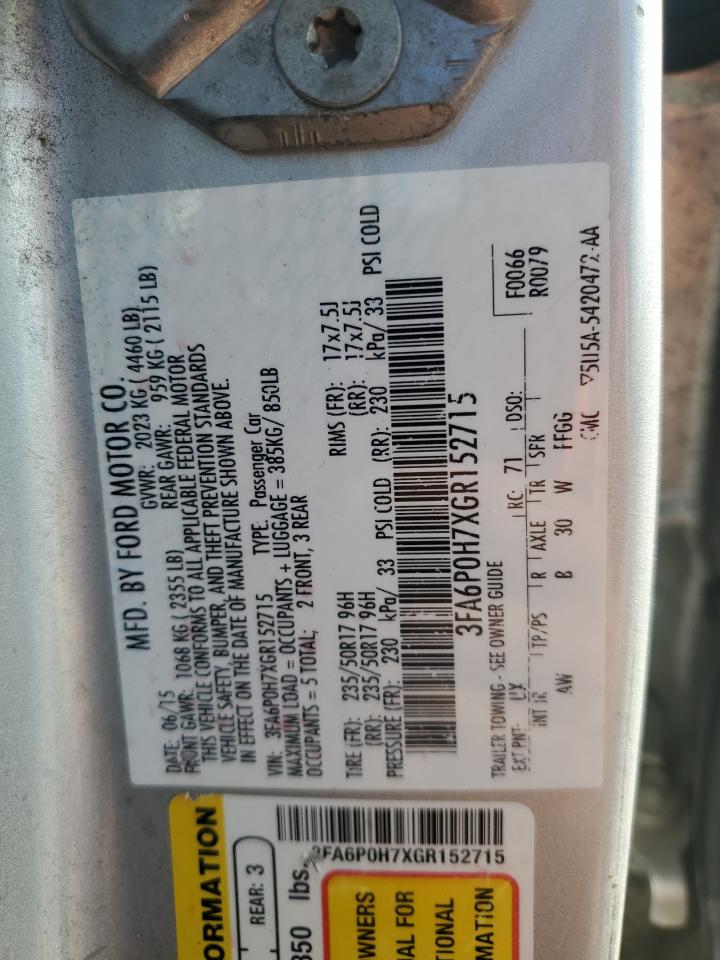 MFD. BY FORD MOTOR CO.
DATE: 06/15 GVWR: 2023 KG ( 4460 LB)
FRONT GAWR: 1068 KG ( 2355 LB) REAR GAWR: 959 KG ( 2115 LB)
THIS VEHICLE CONFORMS TO ALL APPLICABLE FEDERAL MOTOR
VEHICLE SAFETY, BUMPER, AND THEFT PREVENTION STANDARDS
IN EFFECT ON THE DATE OF MANUFACTURE SHOWN ABOVE.
VIN: 3FA6P0H7XGR152715 TYPE: Passenger Car
MAXIMUM LOAD = OCCUPANTS + LUGGAGE = 385KG/ 850LB
OCCUPANTS = 5 TOTAL; 2 FRONT, 3 REAR
TIRE (FR): 235/50R17 96H RIMS (FR): 17x7.5J
(RR): 235/50R17 96H (RR): 17x7.5J
PRESSURE (FR): 230 kPa/ 33 PSI COLD (RR): 230 kPa/ 33 PSI COLD
3FA6P0H7XGR152715
TRAILER TOWING - SEE OWNER GUIDE F0066
EXT PNT: UX RC: 71 DSO: R0079
INT TR TP/PS R AXLE TR SFR
AW B 30 W FFGG
5U5A-5420472-AA
ORMATION
REAR: 3
850 lbs.
FA6P0H7XGR152715
WNERS
AL FOR
TIONAL
MATION